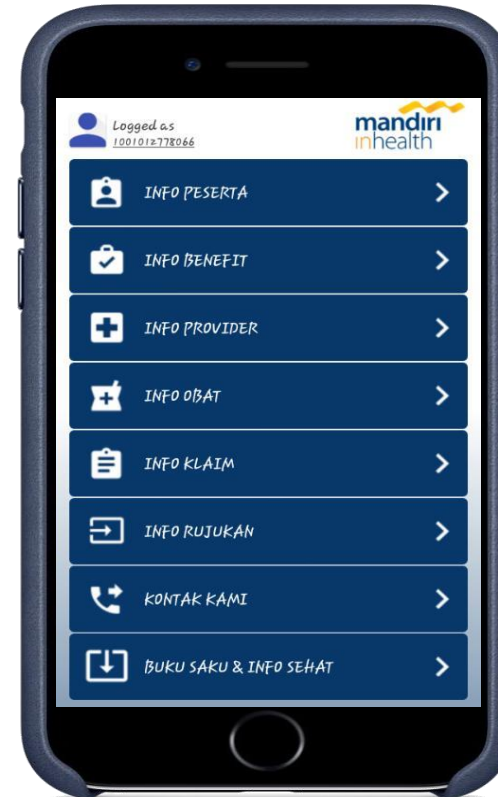 Logged as
1001012778066
mandiri
inhealth
INFO PESERTA
INFO BENEFIT
INFO PROVIDER
INFO OBAT
INFO KLAIM
INFO RUJUKAN
KONTAK KAMI
BUKU SAKU & INFO SEHAT